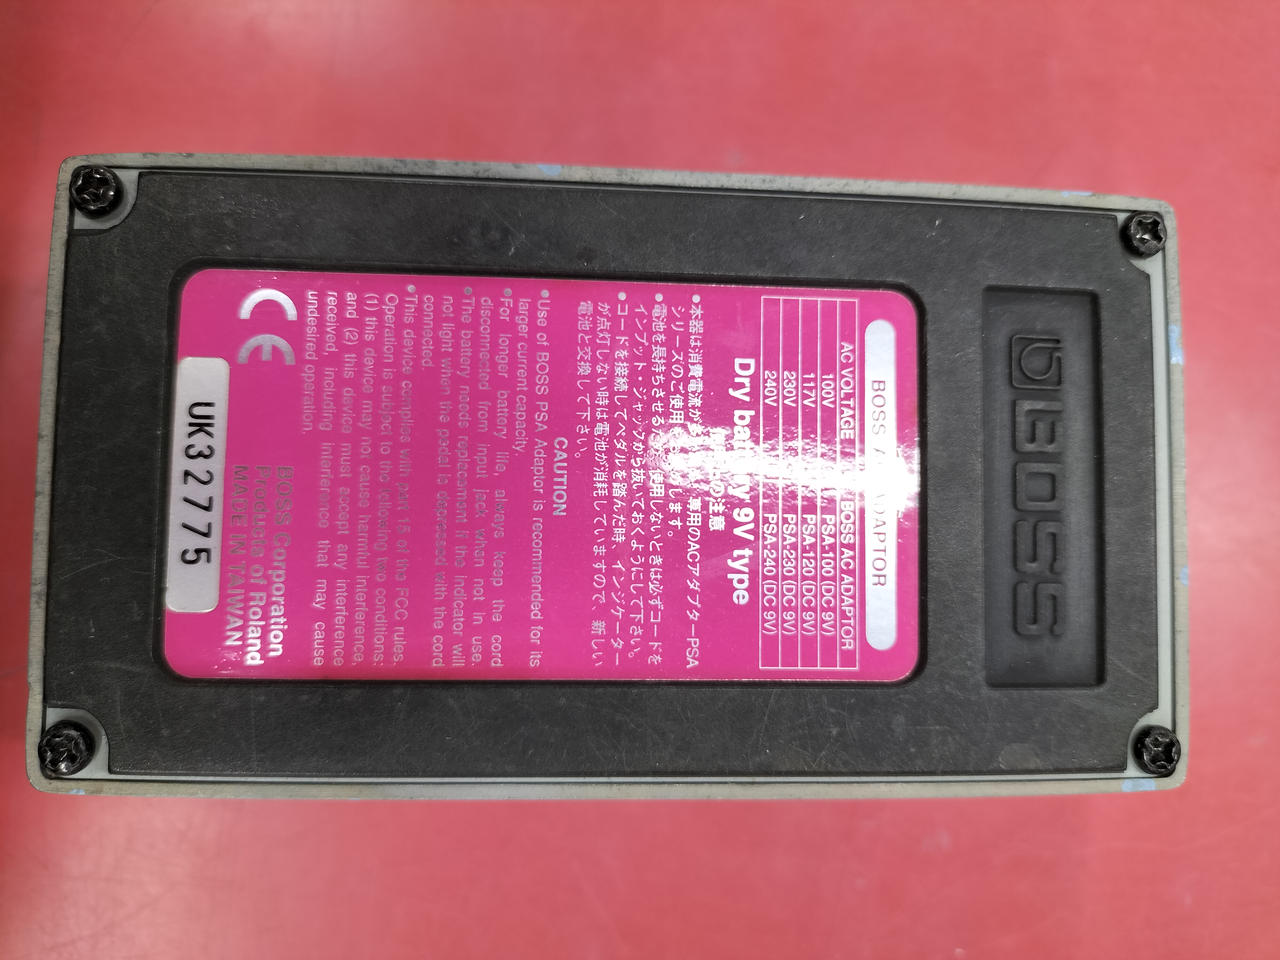 BOSS
BOSS A ADAPTOR
AC VOLTAGE BOSS AC ADAPTOR
100V PSA-100 (DC 9V)
117V PSA-120 (DC 9V)
230V PSA-230 (DC 9V)
240V PSA-240 (DC 9V)
Dry battery 9V type
の注意
●本器は消費電流が 専用のACアダプターPSA
シリーズのご使用を します。
●電池を長持ちさせるため、使用しないときは必ずコードを
インプット・ジャックから抜いておくようにして下さい。
●コードを接続してペダルを踏んだ時、インジケーター
が点灯しない時は電池が消耗していますので、新しい
電池と交換して下さい。
CAUTION
●Use of BOSS PSA Adaptor is recommended for its
larger current capacity.
●For longer battery life, always keep the cord
disconnected from input jack when not in use.
●The battery needs replacement if the indicator will
not light when the pedal is depressed with the cord
connected.
●This device complies with part 15 of the FCC rules.
Operation is subject to the following two conditions:
(1) this device may not cause harmful interference,
and (2) this device must accept any interference
received, including interference that may cause
undesired operation.
CE
BOSS Corporation
Products of Roland
MADE IN TAIWAN
UK32775